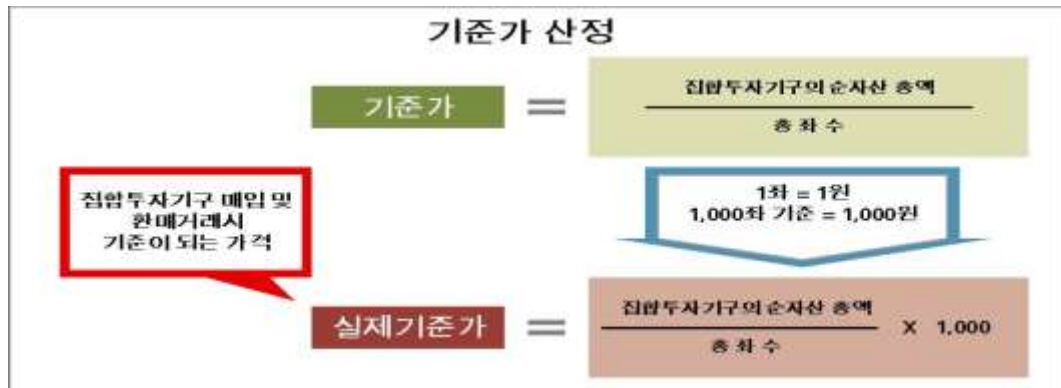 기준가 산정
기준가
=
집합투자기구의 순자산 총액
총 좌 수
집합투자기구 매입 및
환매거래시
기준이 되는 가격
1좌 = 1원
1,000좌 기준 = 1,000원
실제기준가
=
집합투자기구의 순자산 총액
총 좌 수
X 1,000